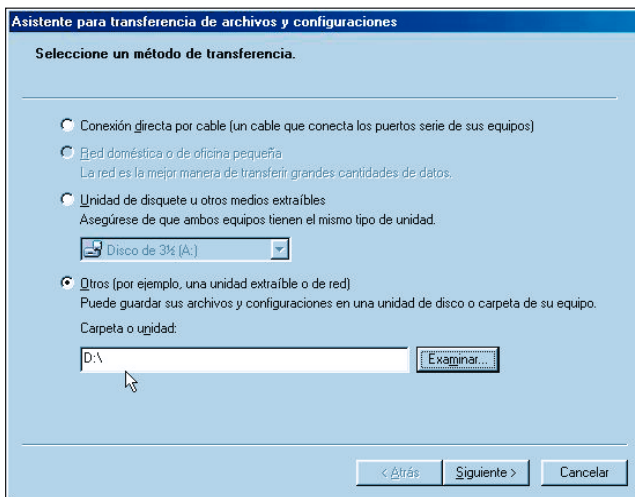 Asistente para transferencia de archivos y configuraciones
Seleccione un método de transferencia.
Conexión directa por cable (un cable que conecta los puertos serie de sus equipos)
Red doméstica o de oficina pequeña
La red es la mejor manera de transferir grandes cantidades de datos.
Unidad de disquete u otros medios extraíbles
Asegúrese de que ambos equipos tienen el mismo tipo de unidad.
Disco de 3½ (A:)
Otros (por ejemplo, una unidad extraíble o de red)
Puede guardar sus archivos y configuraciones en una unidad de disco o carpeta de su equipo.
Carpeta o unidad:
D:\
Examinar...
< Atrás
Siguiente >
Cancelar